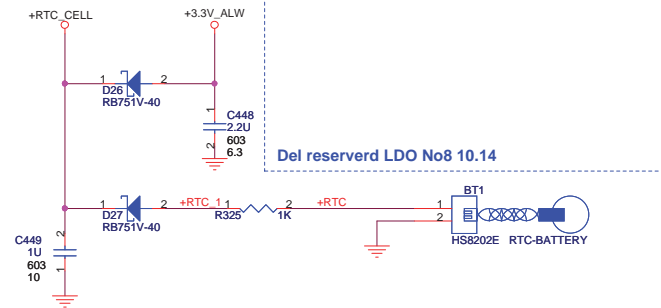 +RTC_CELL
+3.3V_ALW
1 2
D26
RB751V-40
1
C448
2.2U
603
6.3
2
Del reserverd LDO No8 10.14
1 2
D27
RB751V-40
+RTC_1
1 2
R325 1K
+RTC
BT1
1
2
HS8202E RTC-BATTERY
2
C449
1U
603
10
1